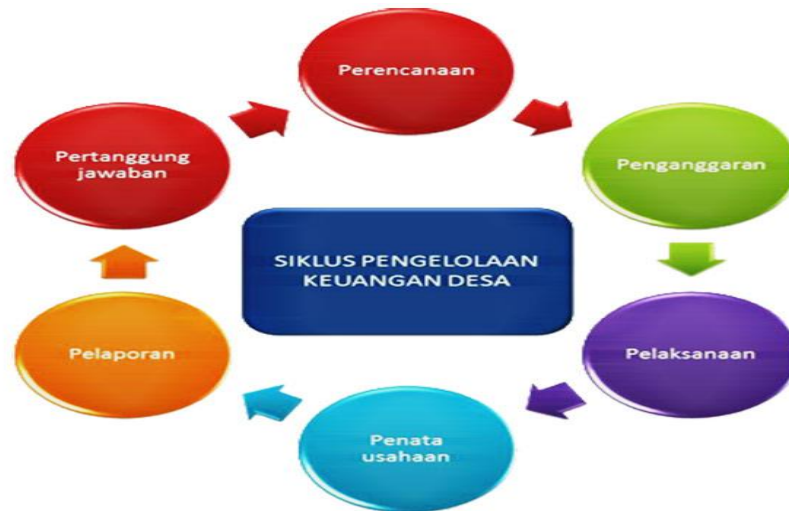 Perencanaan
Penganggaran
Pelaksanaan
Penata
usahaan
Pelaporan
Pertanggung
jawaban
SIKLUS PENGELOLAAN
KEUANGAN DESA